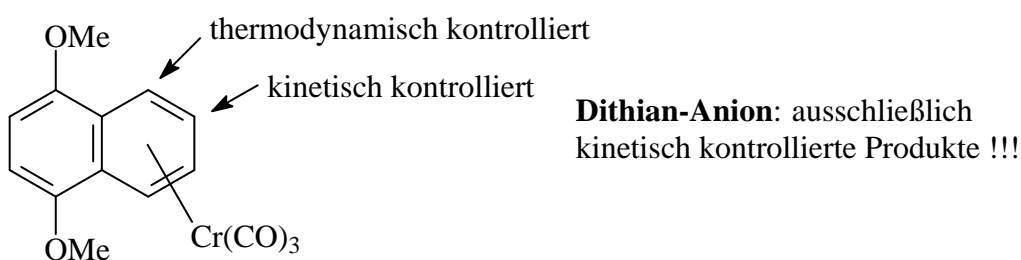 OMe
thermodynamisch kontrolliert
kinetisch kontrolliert
Dithian-Anion: ausschließlich
kinetisch kontrollierte Produkte !!!
OMe
Cr(CO)3